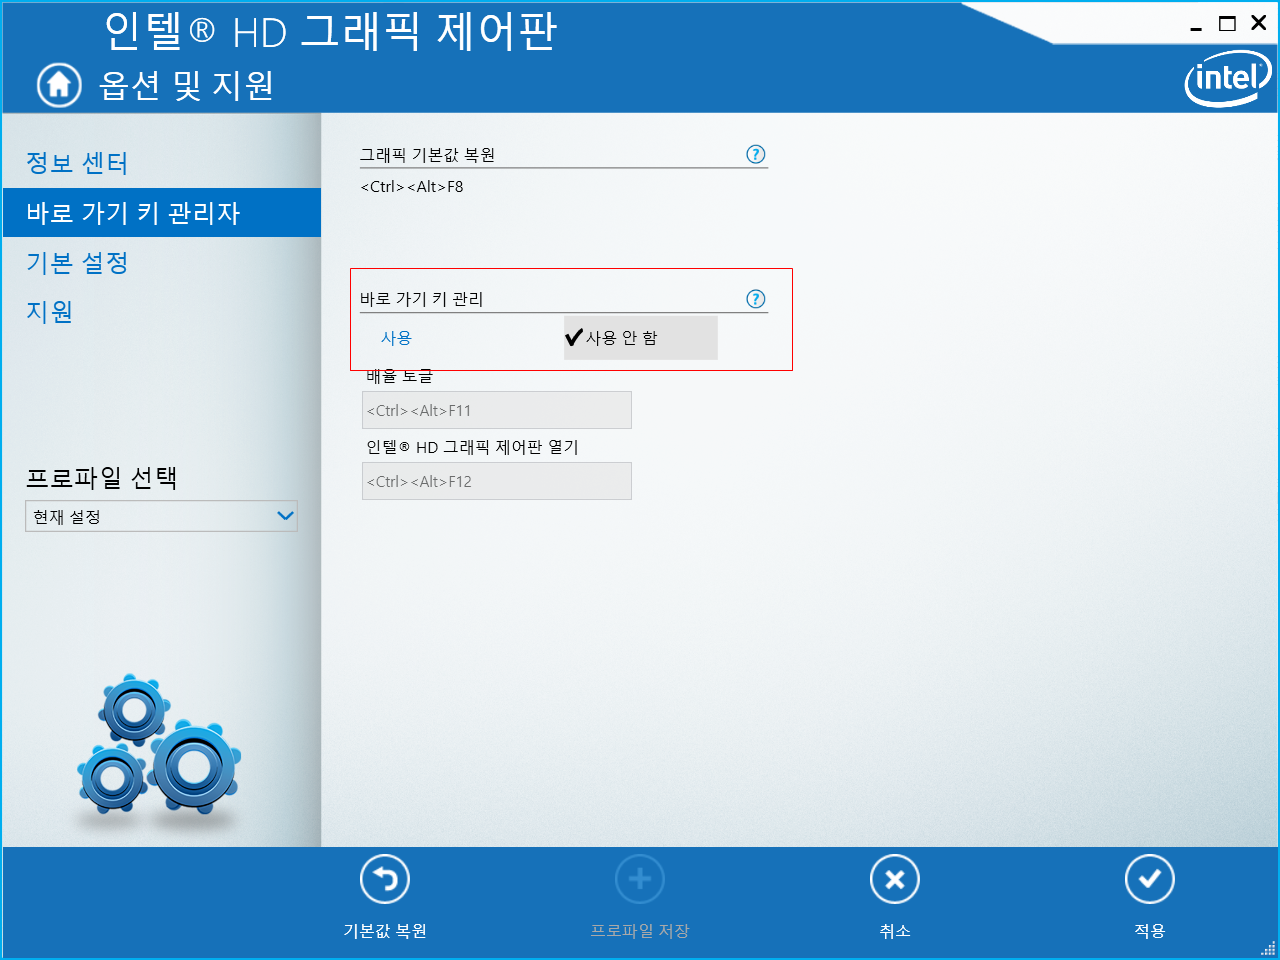 인텔® HD 그래픽 제어판
옵션 및 지원
intel
정보 센터
바로 가기 키 관리자
기본 설정
지원
프로파일 선택
현재 설정
그래픽 기본값 복원
?
<Ctrl><Alt>F8
바로 가기 키 관리
?
사용
사용 안 함
배율 토글
<Ctrl><Alt>F11
인텔® HD 그래픽 제어판 열기
<Ctrl><Alt>F12
기본값 복원
프로파일 저장
취소
적용